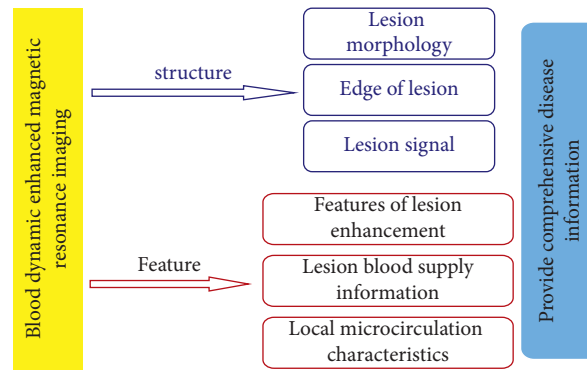 Blood dynamic enhanced magnetic
resonance imaging
structure
Lesion
morphology
Edge of lesion
Lesion signal
Feature
Features of lesion
enhancement
Lesion blood supply
information
Local microcirculation
characteristics
Provide comprehensive disease
information